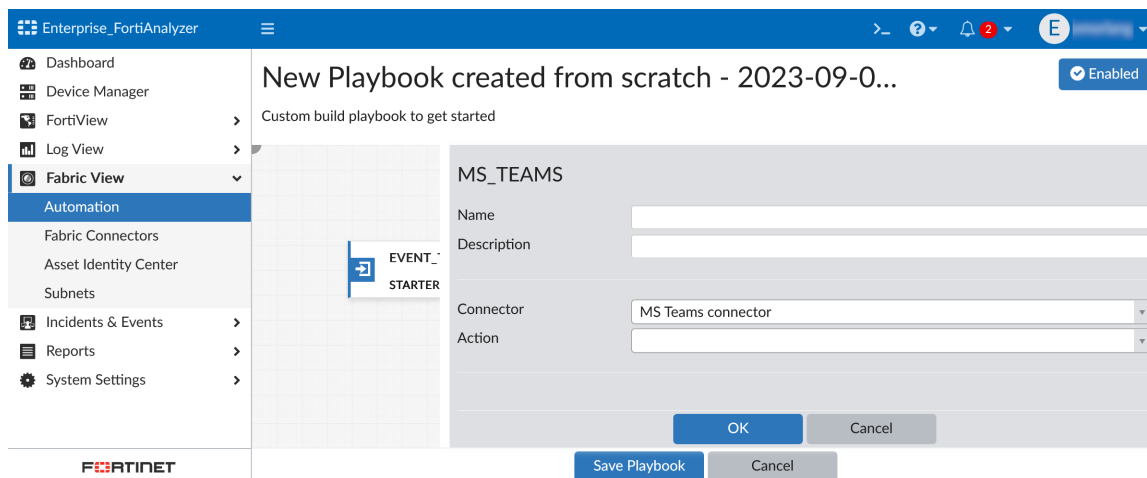 Enterprise_FortiAnalyzer
>_
2
E
Dashboard
Device Manager
FortiView
Log View
Fabric View
Automation
Fabric Connectors
Asset Identity Center
Subnets
Incidents & Events
Reports
System Settings
FORTINET
New Playbook created from scratch - 2023-09-0...
Enabled
Custom build playbook to get started
EVENT_
STARTER
MS_TEAMS
Name
Description
Connector
MS Teams connector
Action
OK
Cancel
Save Playbook
Cancel